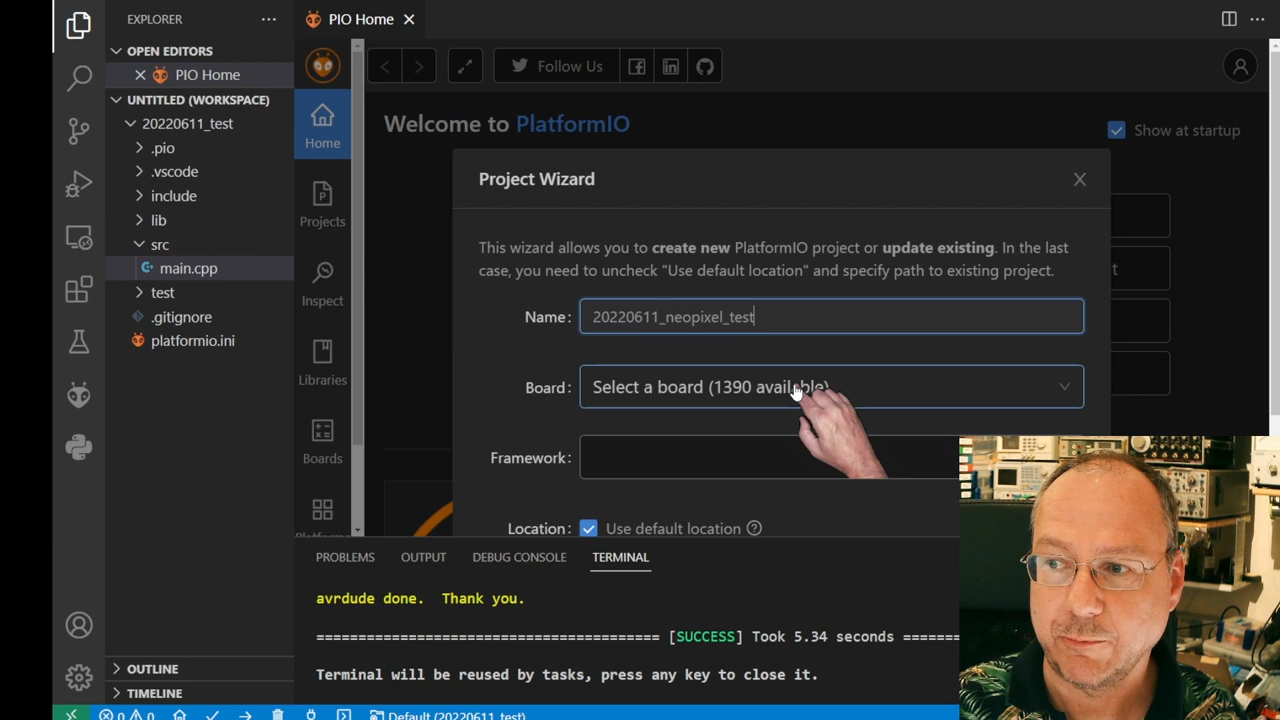 EXPLORER
OPEN EDITORS
PIO Home
UNTITLED (WORKSPACE)
20220611_test
.pio
.vscode
include
lib
src
main.cpp
test
.gitignore
platformio.ini
OUTLINE
TIMELINE
PIO Home
Follow Us
Home
Projects
Inspect
Libraries
Boards
Welcome to PlatformIO
Show at startup
Project Wizard
This wizard allows you to create new PlatformIO project or update existing. In the last
case, you need to uncheck "Use default location" and specify path to existing project.
Name:
20220611_neopixel_test
Board:
Select a board (1390 available)
Framework:
Location:
Use default location
PROBLEMS
OUTPUT
DEBUG CONSOLE
TERMINAL
avrdude done. Thank you.
======================================== [SUCCESS] Took 5.34 seconds =======
Terminal will be reused by tasks, press any key to close it.
0 0
Default (20220611_test)